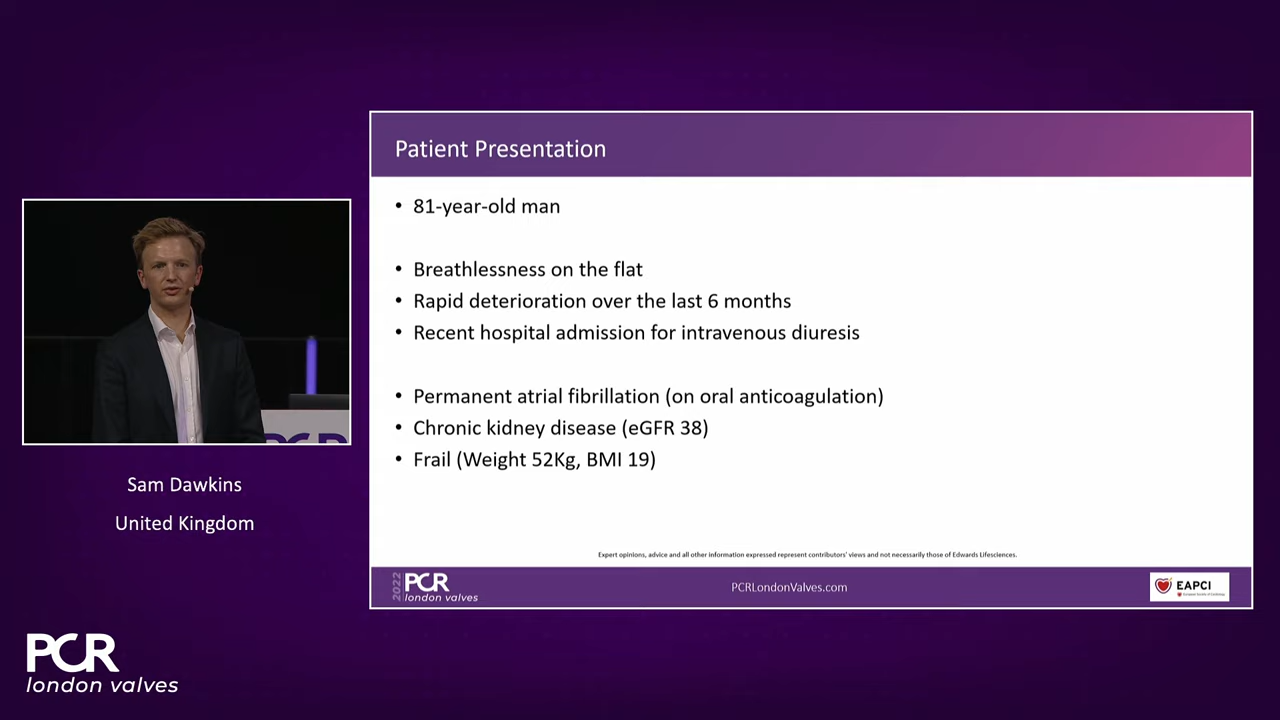 Patient Presentation
• 81-year-old man
• Breathlessness on the flat
• Rapid deterioration over the last 6 months
• Recent hospital admission for intravenous diuresis
• Permanent atrial fibrillation (on oral anticoagulation)
• Chronic kidney disease (eGFR 38)
• Frail (Weight 52Kg, BMI 19)
Expert opinions, advice and all other information expressed represent contributors' views and not necessarily those of Edwards Lifesciences.
2022
PCR
london valves
PCRLondonValves.com
EAPCI
PCR
Sam Dawkins
United Kingdom
PCR
london valves